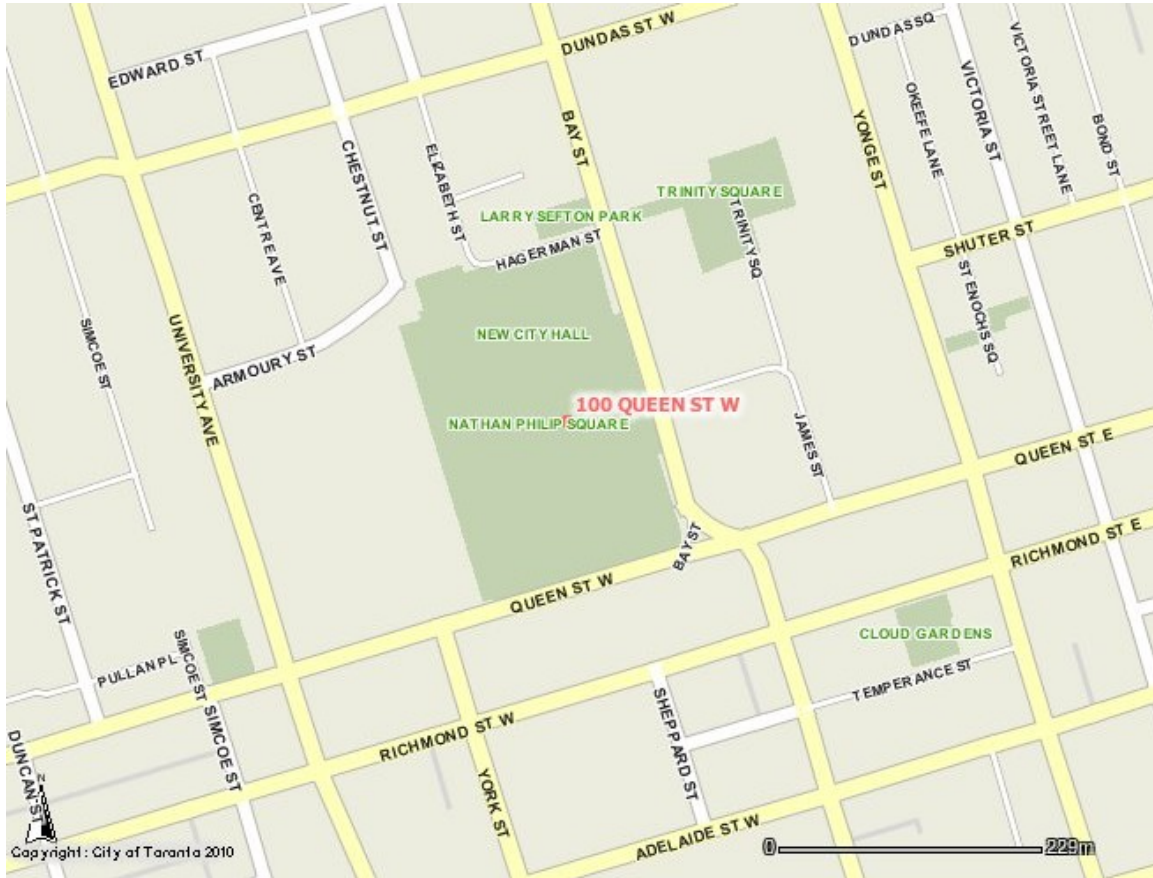 DUNDAS ST W
DUNDAS SQ
EDWARD ST
VICTORIA ST
VICTORIA STREET LANE
BAY ST
OKEEFE LANE
YONGE ST
BOND ST
CHESTNUT ST
ELIZABETH ST
CENTRE AVE
TRINITY SQUARE
LARRY SEFTON PARK
TRINITY SQ
HAGERMAN ST
SHUTER ST
ST ENOCHS SQ
SIMCOE ST
UNIVERSITY AVE
NEW CITY HALL
ARMOURY ST
100 QUEEN ST W
NATHAN PHILIP SQUARE
JAMES ST
QUEEN ST E
ST. PATRICK ST
BAY ST
RICHMOND ST E
QUEEN ST W
CLOUD GARDENS
SIMCOE ST
PULLAN PL
TEMPERANCE ST
SIMCOE ST
SHEPPARD ST
RICHMOND ST W
DUNCAN ST
YORK ST
N
ADELAIDE ST W
Copyright: City of Toronto 2010
0 229m